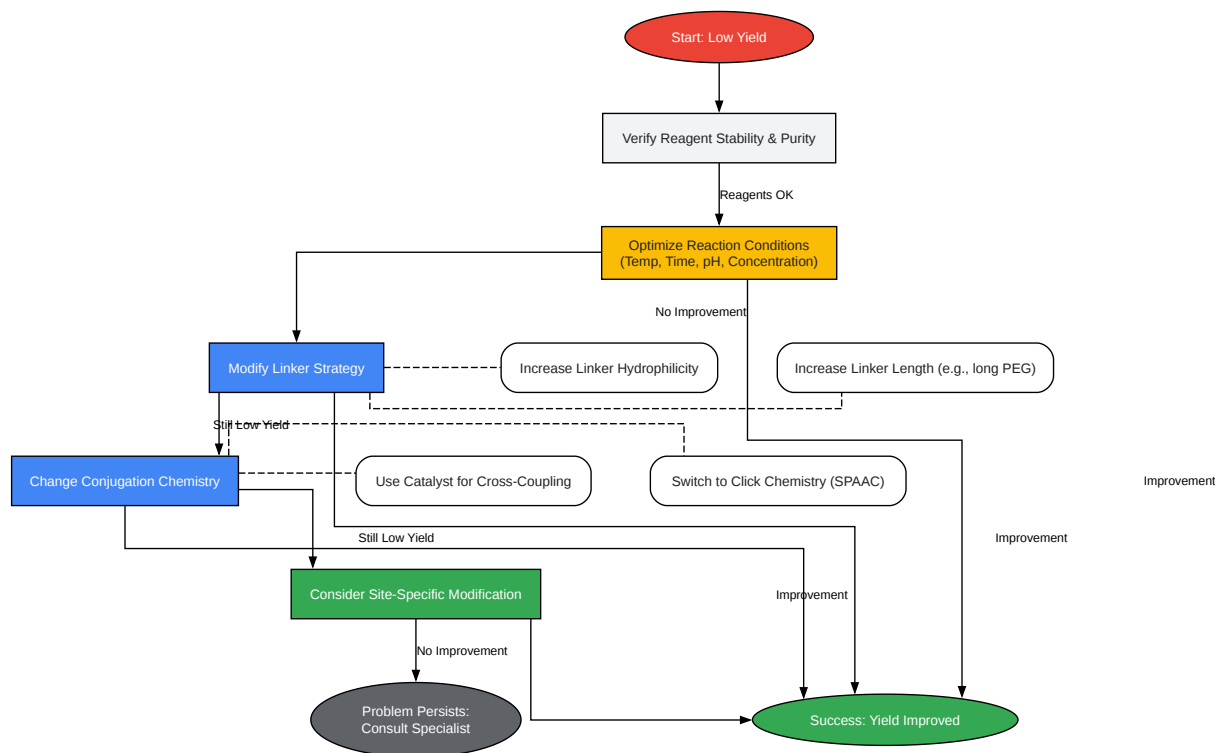 Start: Low Yield
Verify Reagent Stability & Purity
Reagents OK
Optimize Reaction Conditions
(Temp, Time, pH, Concentration)
No Improvement
Modify Linker Strategy
Increase Linker Hydrophilicity
Increase Linker Length (e.g., long PEG)
Still Low Yield
Change Conjugation Chemistry
Use Catalyst for Cross-Coupling
Switch to Click Chemistry (SPAAC)
Improvement
Still Low Yield
Improvement
Consider Site-Specific Modification
Improvement
No Improvement
Problem Persists:
Consult Specialist
Success: Yield Improved